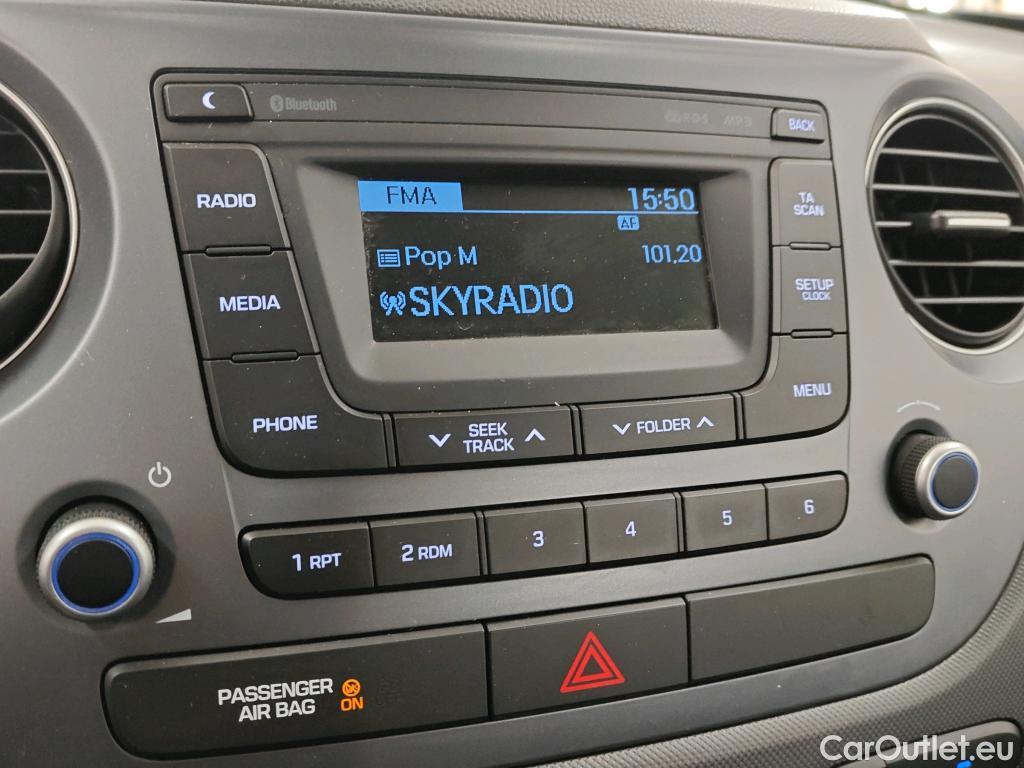 Bluetooth
RDS MP3
BACK
RADIO
FMA 15:50
TA
SCAN
AF
Pop M 101,20
MEDIA
SKYRADIO
SETUP
CLOCK
MENU
PHONE
SEEK
TRACK
FOLDER
1 RPT 2 RDM 3 4 5 6
PASSENGER
AIR BAG ON
CarOutlet.eu